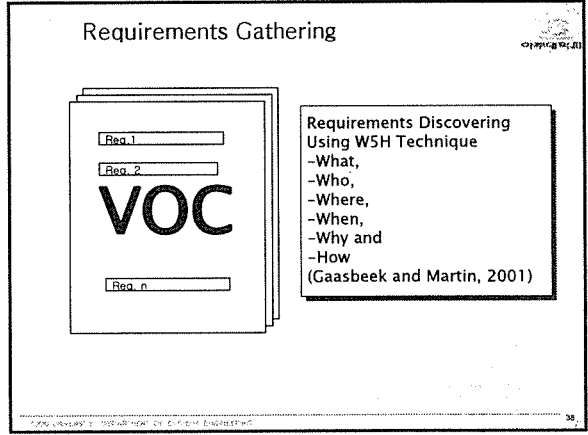 Requirements Gathering
Req. 1
Req. 2
VOC
Req. n
Requirements Discovering
Using W5H Technique
-What,
-Who,
-Where,
-When,
-Why and
-How
(Gaasbeek and Martin, 2001)
38